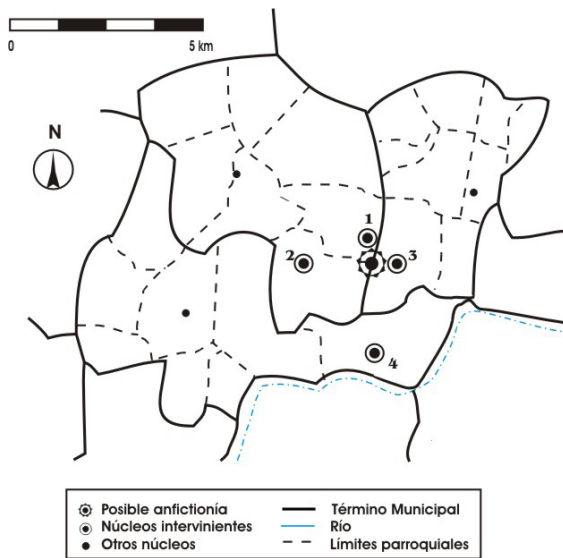 0 5 km
N
1
2
3
4
Posible anfictionía
Núcleos intervinientes
Otros núcleos
Término Municipal
Río
Límites parroquiales